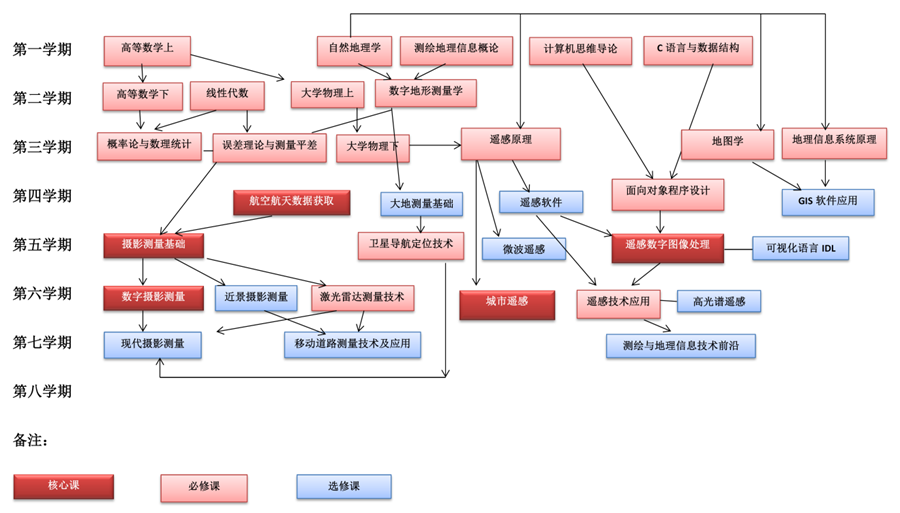 第一学期
高等数学上
自然地理学
测绘地理信息概论
计算机思维导论
C 语言与数据结构
第二学期
高等数学下
线性代数
大学物理上
数字地形测量学
第三学期
概率论与数理统计
误差理论与测量平差
大学物理下
遥感原理
地图学
地理信息系统原理
第四学期
航空航天数据获取
大地测量基础
遥感软件
面向对象程序设计
GIS 软件应用
第五学期
摄影测量基础
卫星导航定位技术
微波遥感
遥感数字图像处理
可视化语言 IDL
第六学期
数字摄影测量
近景摄影测量
激光雷达测量技术
城市遥感
遥感技术应用
高光谱遥感
第七学期
现代摄影测量
移动道路测量技术及应用
测绘与地理信息技术前沿
第八学期
备注：
核心课
必修课
选修课